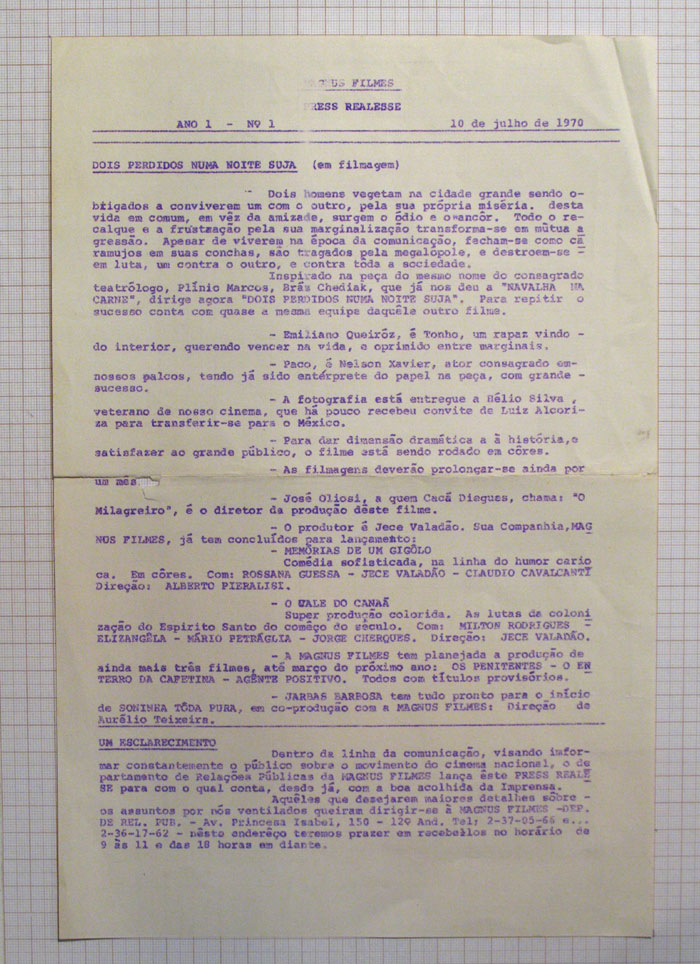 MAGNUS FILMES
PRESS REALESSE
ANO 1 - Nº 1 10 de julho de 1970
DOIS PERDIDOS NUMA NOITE SUJA (em filmagem)
- Dois homens vegetam na cidade grande sendo o-
brigados a conviverem um com o outro, pela sua própria miséria. desta
vida em comum, em vêz da amizade, surgem o ódio e o rancôr. Todo o re-
calque e a frustração pela sua marginalização transforma-se em mútua a
gressão. Apesar de viverem na época da comunicação, fecham-se como ca
ramujos em suas conchas, são tragados pela megalópole, e destroem-se -
em luta, um contra o outro, e contra tôda a sociedade.
Inspirado na peça do mesmo nome do consagrado
teatrólogo, Plínio Marcos, Bráz Chediak, que já nos deu a "NAVALHA NA
CARNE", dirige agora "DOIS PERDIDOS NUMA NOITE SUJA". Para repitir o
sucesso conta com quase a mesma equipe daquêle outro filme.
- Emiliano Queiróz, é Tonho, um rapaz vindo -
do interior, querendo vencer na vida, e oprimido entre marginais.
- Paco, é Nelson Xavier, ator consagrado em-
nossos palcos, tendo já sido entérprete do papel na peça, com grande -
sucesso.
- A fotografia está entregue a Hélio Silva ,
veterano de nosso cinema, que há pouco recebeu convite de Luiz Alcori-
za para transferir-se para o México.
- Para dar dimensão dramática a à história,e
satisfazer ao grande público, o filme está sendo rodado em côres.
- As filmagens deverão prolongar-se ainda por
um mes.
- José Oliosi, a quem Cacá Diegues, chama: "O
Milagreiro", é o diretor da produção dêste filme.
- O produtor é Jece Valadão. Sua Companhia,MAG
NUS FILMES, já tem concluídos para lançamento:
- MEMÓRIAS DE UM GIGÔLO
Comédia sofisticada, na linha do humor cario
ca. Em côres. Com: ROSSANA GUESSA - JECE VALADÃO - CLAUDIO CAVALCANTI
Direção: ALBERTO PIERALISI.
- O VALE DO CANAÃ
Super produção colorida. As lutas da coloni
zação do Espirito Santo do comêço do século. Com: MILTON RODRIGUES -
ELIZANGÊLA - MÁRIO PETRÁGLIA - JORGE CHERQUES. Direção: JECE VALADÃO.
- A MAGNUS FILMES tem planejada a produção de
ainda mais três filmes, até março do próximo ano: OS PENITENTES - O EN
TERRO DA CAFETINA - AGÊNTE POSITIVO. Todos com títulos provisórios.
- JARBAS BARBOSA tem tudo pronto para o início
de SONINHA TÔDA PURA, em co-produção com a MAGNUS FILMES: Direção de
Aurélio Teixeira.
UM ESCLARECIMENTO
Dentro da linha da comunicação, visando infor-
mar constantemente o público sobre o movimento do cinema nacional, o de
partamento de Relações Públicas da MAGNUS FILMES lança êste PRESS REALE
SE para com o qual conta, desde já, com a boa acolhida da Imprensa.
Aquêles que desejarem maiores detalhes sôbre -
os assuntos por nós ventilados queiram dirigir-se à MAGNUS FILMES -DEP.
DE REL. PUB. - Av. Princesa Isabel, 150 - 12º And. Tel; 2-37-05-66 e...
2-36-17-62 - nêste enderêço teremos prazer em recebêllos no horário de
9 às 11 e das 18 horas em diante.